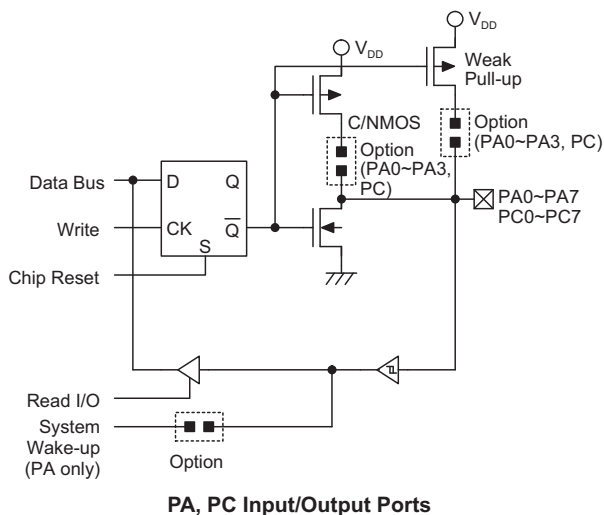 V_DD
V_DD
Weak
Pull-up
C/NMOS
Option
(PA0~PA3,
PC)
Option
(PA0~PA3, PC)
Data Bus
D
Q
Write
CK
Q̅
S
Chip Reset
PA0~PA7
PC0~PC7
Read I/O
System
Wake-up
(PA only)
Option
PA, PC Input/Output Ports